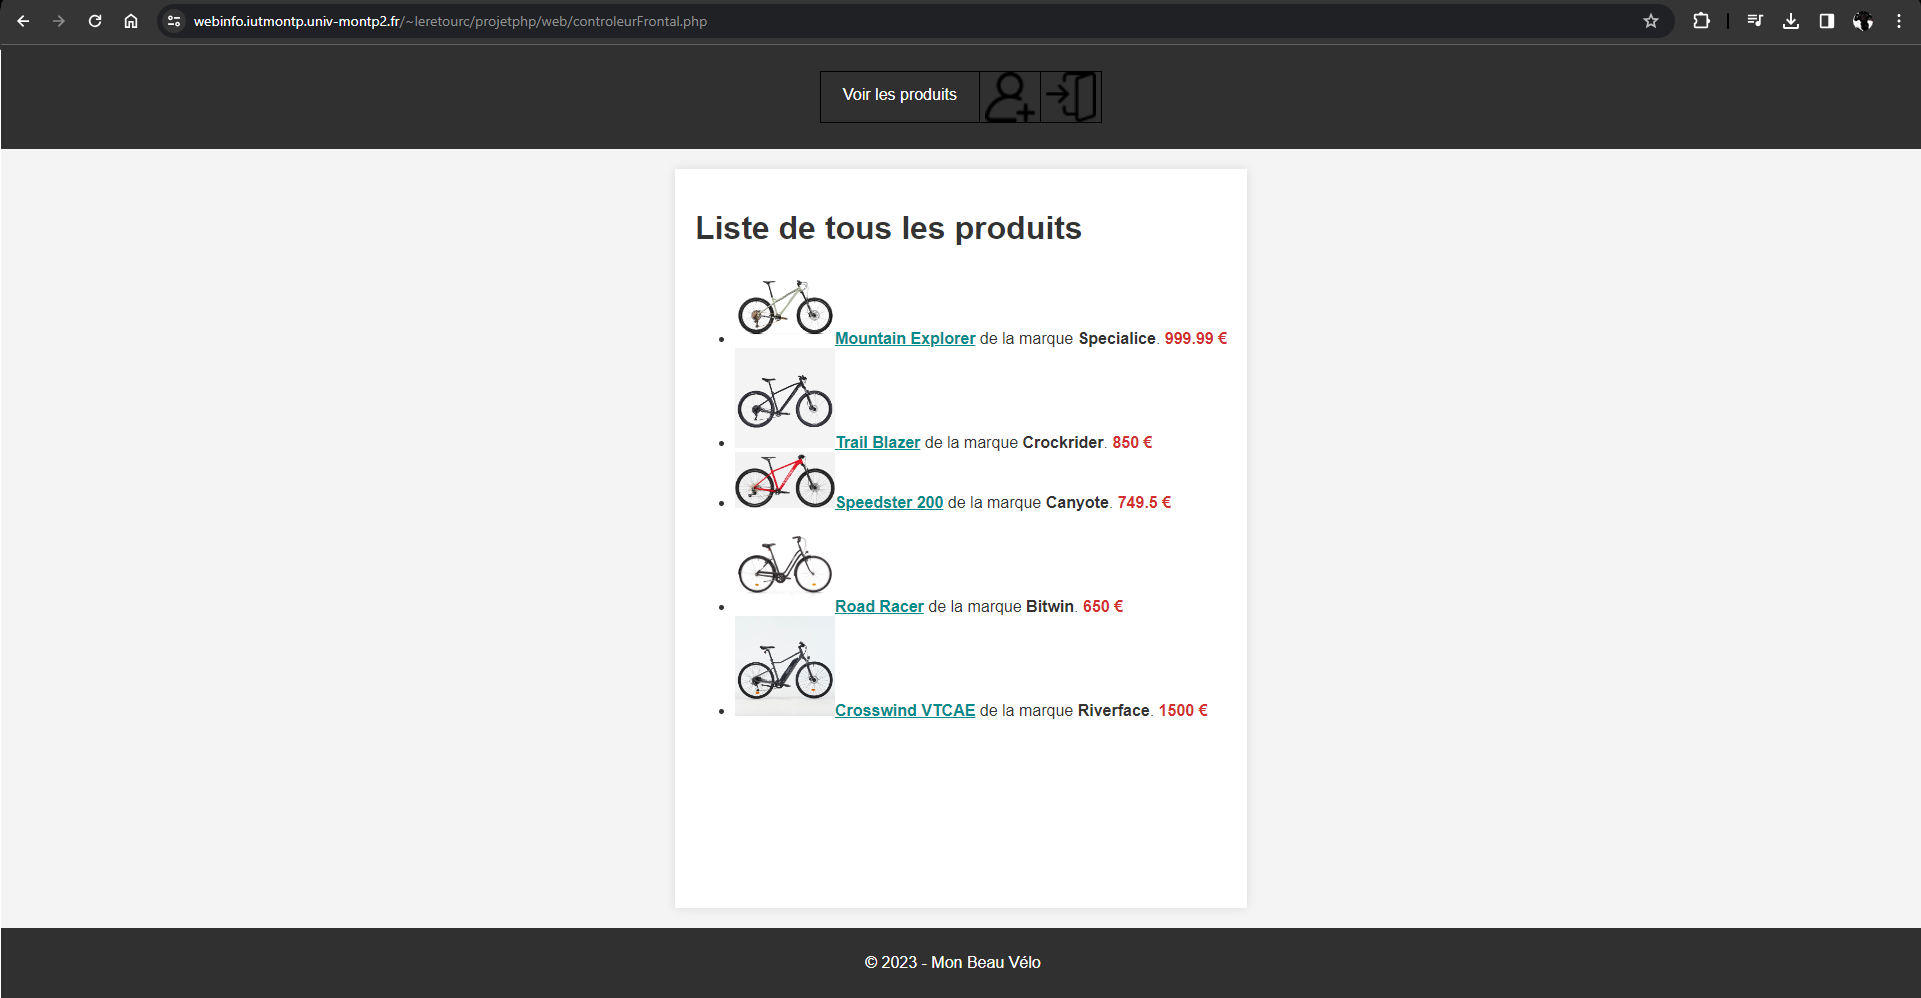 webinfo.iutmontp.univ-montp2.fr/~leretourc/projetphp/web/controleurFrontal.php
Voir les produits
Liste de tous les produits
Mountain Explorer de la marque Specialice. 999.99 €
Trail Blazer de la marque Crockrider. 850 €
Speedster 200 de la marque Canyote. 749.5 €
Road Racer de la marque Bitwin. 650 €
Crosswind VTCAE de la marque Riverface. 1500 €
© 2023 - Mon Beau Vélo